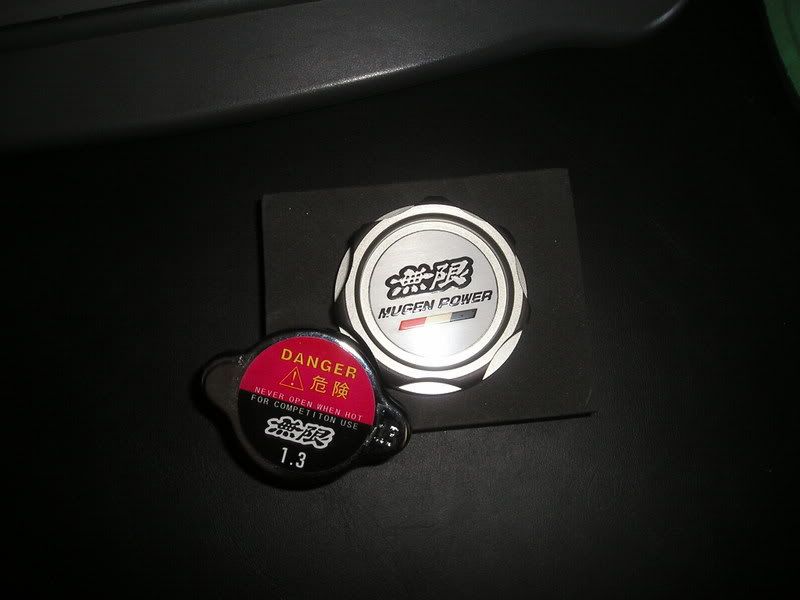 無限
MUGEN POWER
DANGER
危険
NEVER OPEN WHEN HOT
FOR COMPETITON USE
無限
1.3